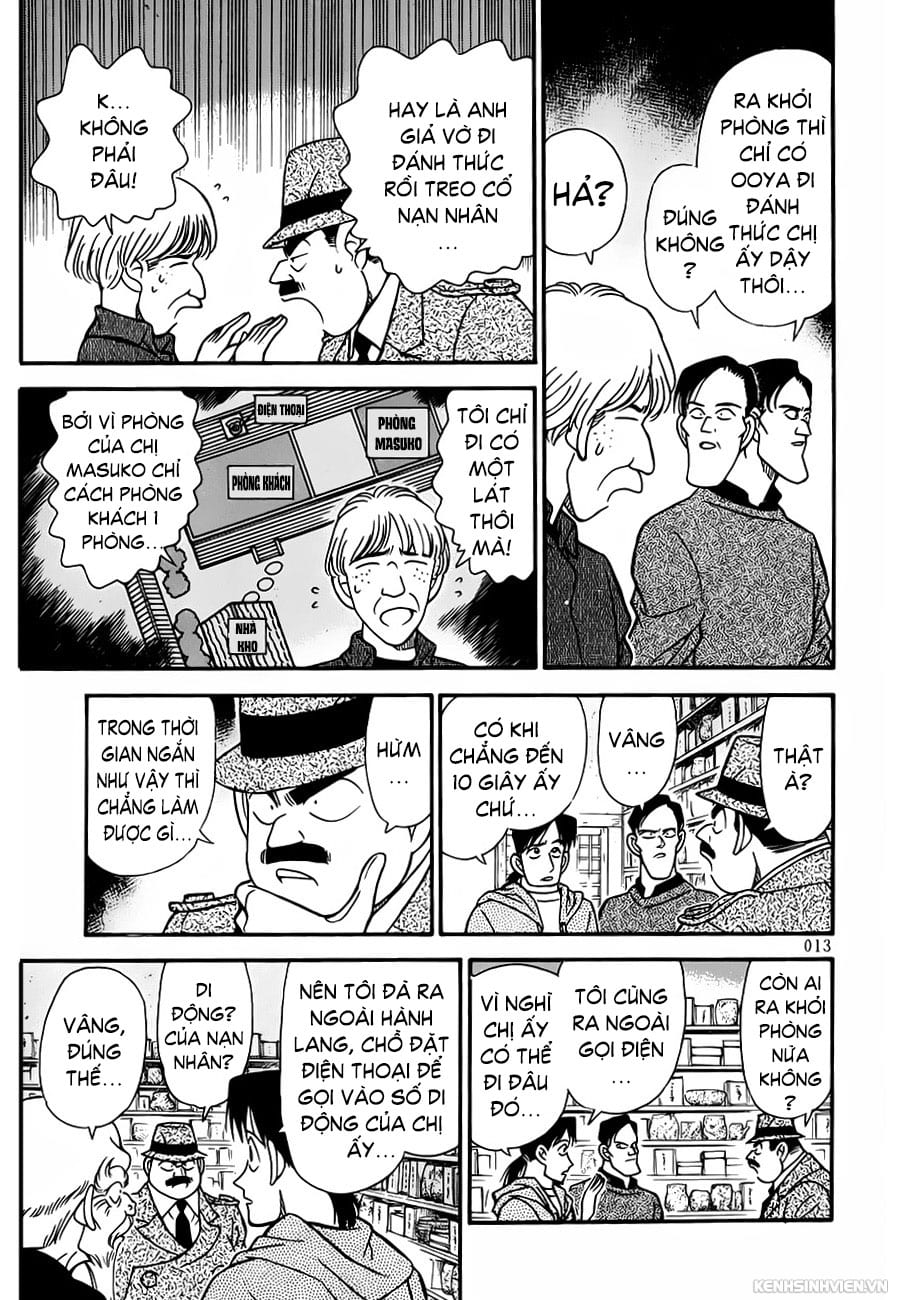 RA KHỎI
PHÒNG THÌ
CHỈ CÓ
OOYA ĐI
ĐÁNH
THỨC CHỊ
ẤY DẬY
THÔI...
ĐÚNG
KHÔNG
?
HẢ?
HAY LÀ ANH
GIẢ VỜ ĐI
ĐÁNH THỨC
RỒI TREO CỔ
NẠN NHÂN
...
K...
KHÔNG
PHẢI
ĐÂU!
TÔI CHỈ
ĐI CÓ
MỘT
LÁT
THÔI
MÀ!
BỞI VÌ PHÒNG
CỦA CHỊ
MASUKO CHỈ
CÁCH PHÒNG
KHÁCH 1
PHÒNG...
ĐIỆN THOẠI
PHÒNG
MASUKO
PHÒNG KHÁCH
NHÀ
KHO
THẬT
À?
VÂNG
...
CÓ KHI
CHẲNG ĐẾN
10 GIÂY ẤY
CHỨ...
HỪM
...
TRONG THỜI
GIAN NGẮN
NHƯ VẬY THÌ
CHẲNG LÀM
ĐƯỢC GÌ...
013
CÒN AI
RA KHỎI
PHÒNG
NỮA
KHÔNG
?
TÔI CŨNG
RA NGOÀI
GỌI ĐIỆN
...
VÌ NGHĨ
CHỊ ẤY
CÓ THỂ
ĐI ĐÂU
ĐÓ...
NÊN TÔI ĐÃ RA
NGOÀI HÀNH
LANG, CHỖ ĐẶT
ĐIỆN THOẠI ĐỂ
GỌI VÀO SỐ DI
ĐỘNG CỦA CHỊ
ẤY...
DI
ĐỘNG?
CỦA NẠN
NHÂN?
VÂNG,
ĐÚNG
THẾ...
KENHSINHVIEN.VN